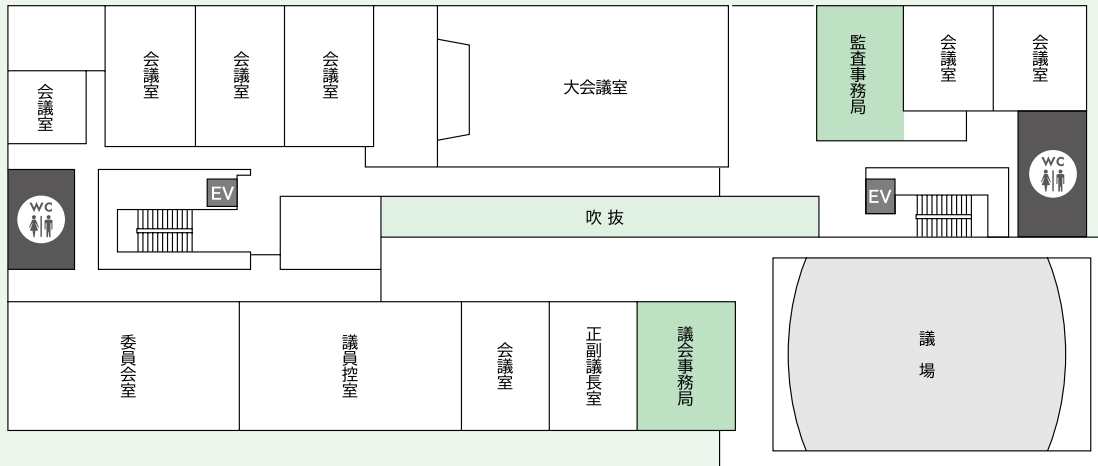 会議室
会議室
会議室
会議室
大会議室
監査事務局
会議室
会議室
WC
EV
吹抜
EV
WC
委員会室
議員控室
会議室
正副議長室
議会事務局
議場